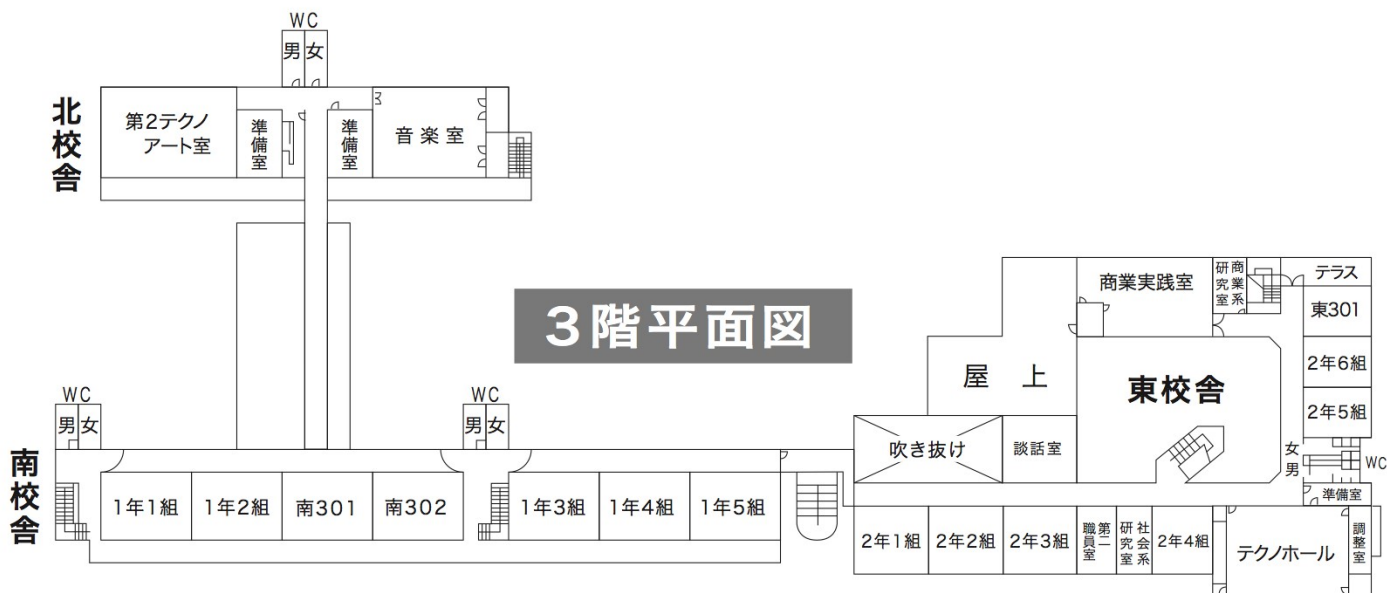 WC
男 女
北校舎
第2テクノ
アート室
準備室
準備室
音楽室
3階平面図
商業実践室
商業系
研究室
テラス
東301
2年6組
2年5組
屋上
東校舎
吹き抜け
談話室
女
男
WC
準備室
WC
男 女
WC
男 女
南校舎
1年1組
1年2組
南301
南302
1年3組
1年4組
1年5組
2年1組
2年2組
2年3組
第二
職員室
社会系
研究室
2年4組
テクノホール
調整室